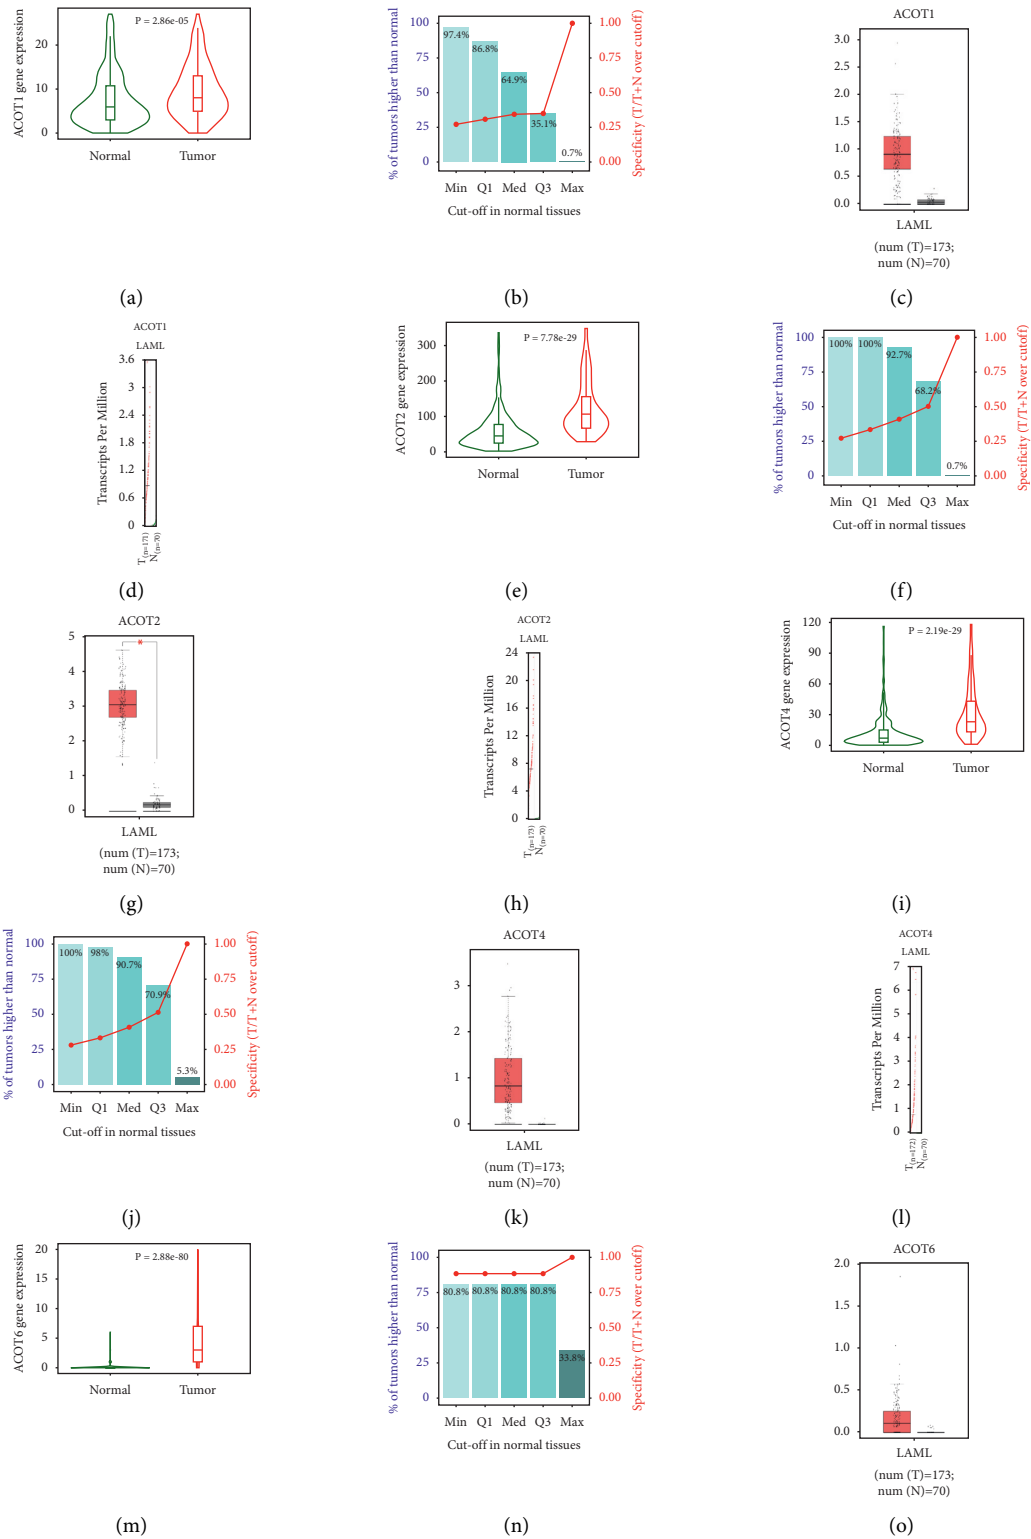 ACOT1 gene expression
20
10
0
P = 2.86e-05
Normal Tumor
(a)
% of tumors higher than normal
100
75
50
25
0
97.4%
86.8%
64.9%
35.1%
0.7%
1.00
0.75
0.50
0.25
0.00
Specificity (T/T+N over cutoff)
Min Q1 Med Q3 Max
Cut-off in normal tissues
(b)
ACOT1
3.0
2.5
2.0
1.5
1.0
0.5
0.0
LAML
(num (T)=173;
num (N)=70)
(c)
ACOT1
LAML
Transcripts Per Million
3.6
3
2.4
1.8
1.2
0.6
0
T (n=171)
N (n=70)
(d)
ACOT2 gene expression
300
200
100
0
P = 7.78e-29
Normal Tumor
(e)
% of tumors higher than normal
100
75
50
25
0
100%
100%
92.7%
68.2%
0.7%
1.00
0.75
0.50
0.25
0.00
Specificity (T/T+N over cutoff)
Min Q1 Med Q3 Max
Cut-off in normal tissues
(f)
ACOT2
5
4
3
2
1
0
*
LAML
(num (T)=173;
num (N)=70)
(g)
ACOT2
LAML
Transcripts Per Million
24
20
16
12
8
4
0
T (n=173)
N (n=70)
(h)
ACOT4 gene expression
120
90
60
30
0
P = 2.19e-29
Normal Tumor
(i)
% of tumors higher than normal
100
75
50
25
0
100%
98%
90.7%
70.9%
5.3%
1.00
0.75
0.50
0.25
0.00
Specificity (T/T+N over cutoff)
Min Q1 Med Q3 Max
Cut-off in normal tissues
(j)
ACOT4
3
2
1
0
LAML
(num (T)=173;
num (N)=70)
(k)
ACOT4
LAML
Transcripts Per Million
7
6
5
4
3
2
1
0
T (n=172)
N (n=70)
(l)
ACOT6 gene expression
20
15
10
5
0
P = 2.88e-80
Normal Tumor
(m)
% of tumors higher than normal
100
75
50
25
0
80.8%
80.8%
80.8%
80.8%
33.8%
1.00
0.75
0.50
0.25
0.00
Specificity (T/T+N over cutoff)
Min Q1 Med Q3 Max
Cut-off in normal tissues
(n)
ACOT6
2.0
1.5
1.0
0.5
0.0
LAML
(num (T)=173;
num (N)=70)
(o)